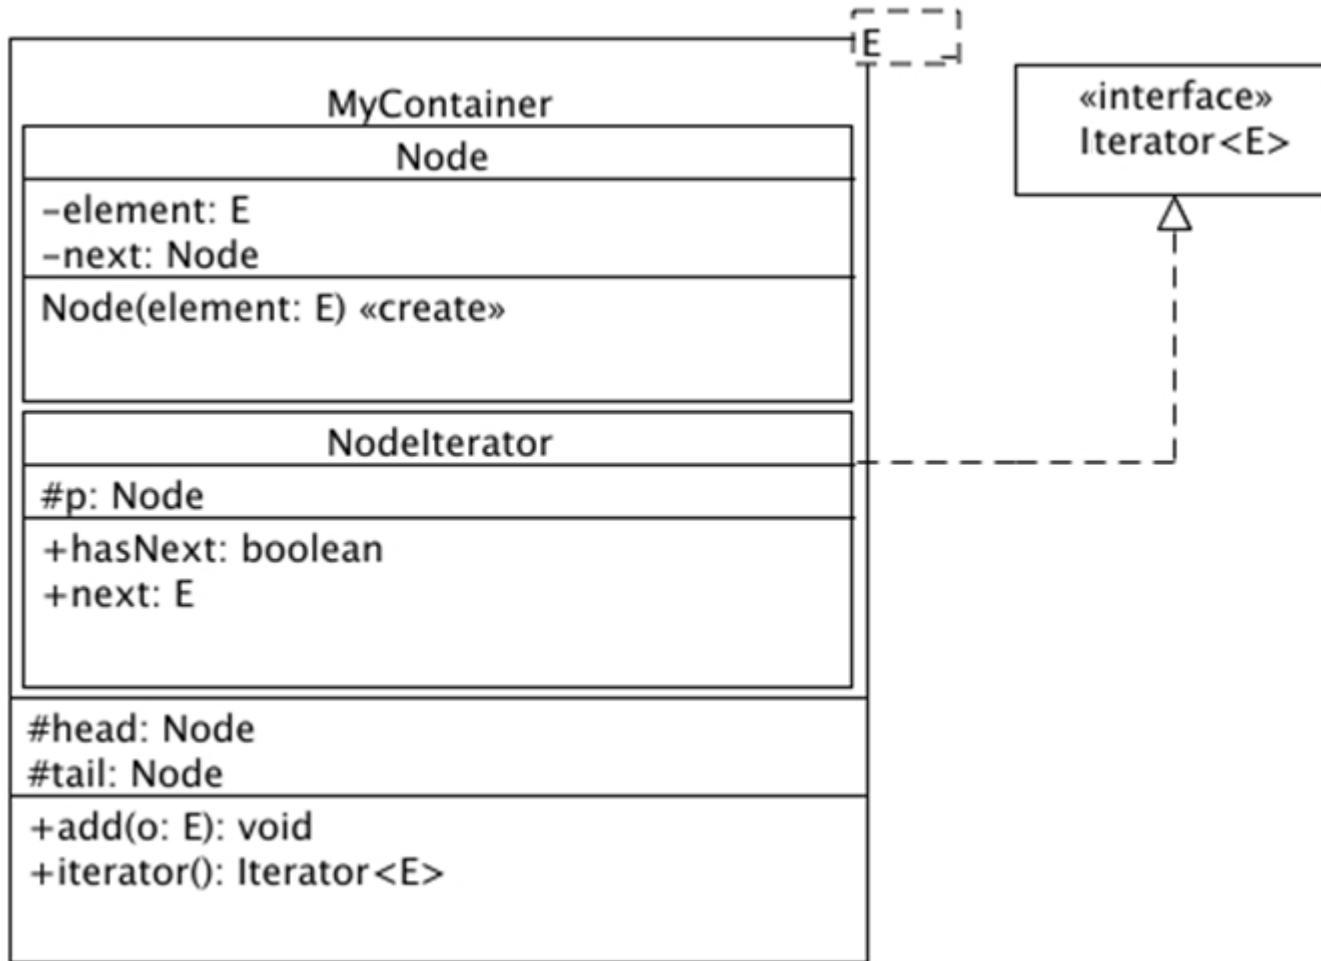 E
MyContainer
Node
-element: E
-next: Node
Node(element: E) «create»
NodeIterator
#p: Node
+hasNext: boolean
+next: E
#head: Node
#tail: Node
+add(o: E): void
+iterator(): Iterator<E>
«interface»
Iterator<E>